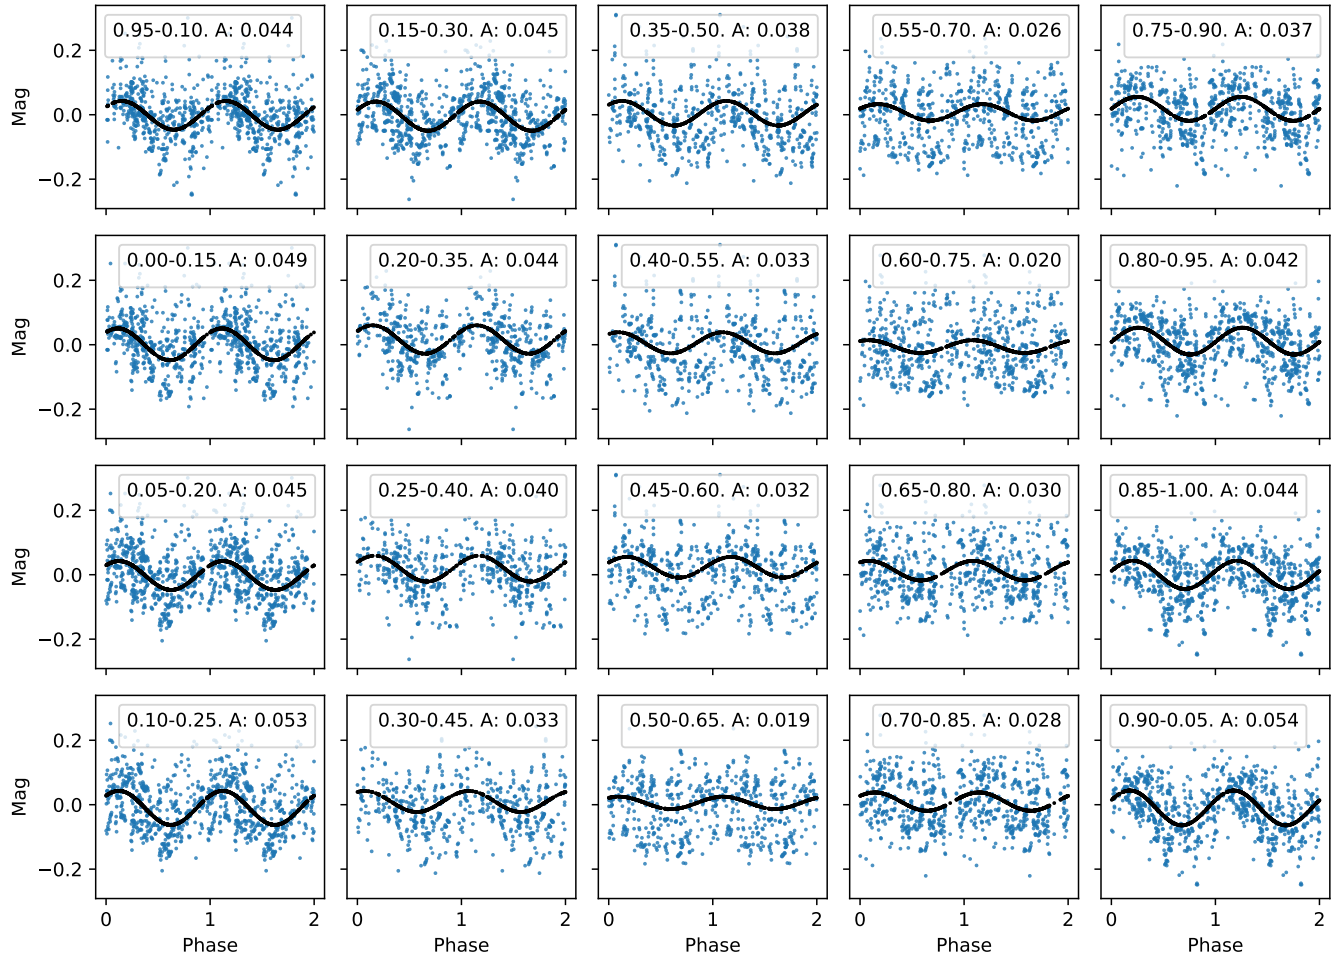 0.95-0.10. A: 0.044
0.15-0.30. A: 0.045
0.35-0.50. A: 0.038
0.55-0.70. A: 0.026
0.75-0.90. A: 0.037
0.2
0.0
−0.2
Mag
0.00-0.15. A: 0.049
0.20-0.35. A: 0.044
0.40-0.55. A: 0.033
0.60-0.75. A: 0.020
0.80-0.95. A: 0.042
0.2
0.0
−0.2
Mag
0.05-0.20. A: 0.045
0.25-0.40. A: 0.040
0.45-0.60. A: 0.032
0.65-0.80. A: 0.030
0.85-1.00. A: 0.044
0.2
0.0
−0.2
Mag
0.10-0.25. A: 0.053
0.30-0.45. A: 0.033
0.50-0.65. A: 0.019
0.70-0.85. A: 0.028
0.90-0.05. A: 0.054
0.2
0.0
−0.2
Mag
0 1 2
0 1 2
0 1 2
0 1 2
0 1 2
Phase
Phase
Phase
Phase
Phase